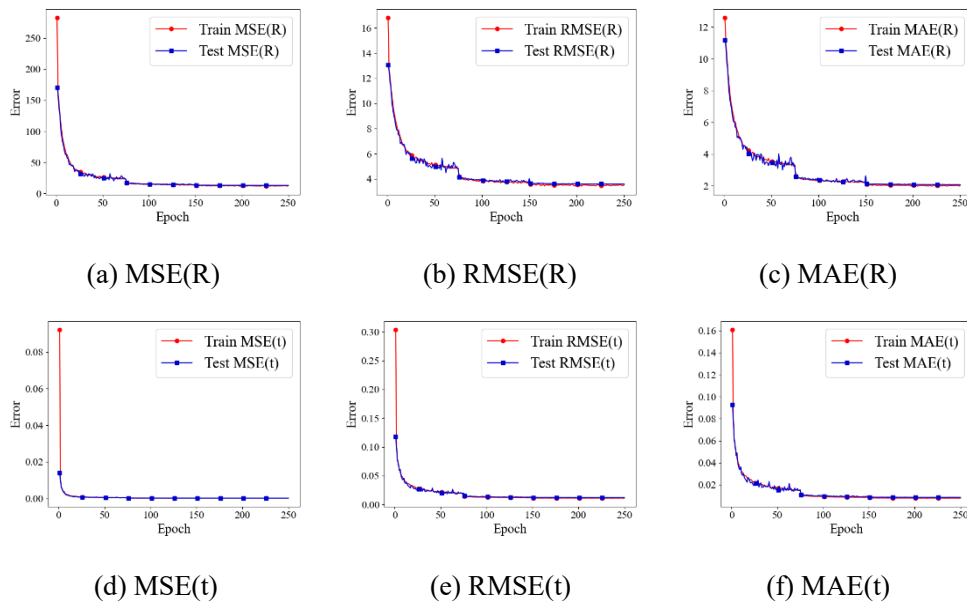 Train MSE(R)
Test MSE(R)
Error
250
200
150
100
50
0
0 50 100 150 200 250
Epoch
(a) MSE(R)
Train RMSE(R)
Test RMSE(R)
Error
16
14
12
10
8
6
4
0 50 100 150 200 250
Epoch
(b) RMSE(R)
Train MAE(R)
Test MAE(R)
Error
12
10
8
6
4
2
0 50 100 150 200 250
Epoch
(c) MAE(R)
Train MSE(t)
Test MSE(t)
Error
0.08
0.06
0.04
0.02
0.00
0 50 100 150 200 250
Epoch
(d) MSE(t)
Train RMSE(t)
Test RMSE(t)
Error
0.30
0.25
0.20
0.15
0.10
0.05
0.00
0 50 100 150 200 250
Epoch
(e) RMSE(t)
Train MAE(t)
Test MAE(t)
Error
0.16
0.14
0.12
0.10
0.08
0.06
0.04
0.02
0 50 100 150 200 250
Epoch
(f) MAE(t)